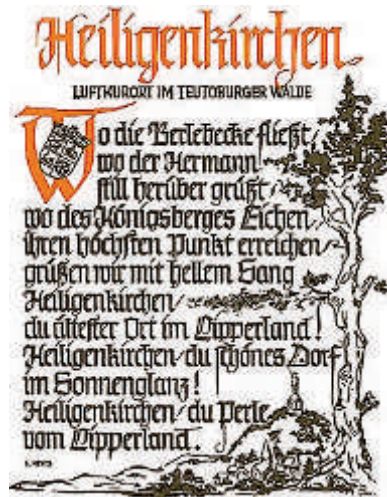 Heiligenkirchen
LUFTKURORT IM TEUTOBURGER WALDE
Wo die Berlebecke fließt/
wo der Hermann
still herüber grüßt/
wo des Königsberges Eichen/
ihren höchsten Punkt erreichen/
grüßen wir mit hellem Sang
Heiligenkirchen/
du ältester Ort im Lipperland!
Heiligenkirchen/du schönes Dorf
im Sonnenglanz!
Heiligenkirchen/du Perle
vom Lipperland.